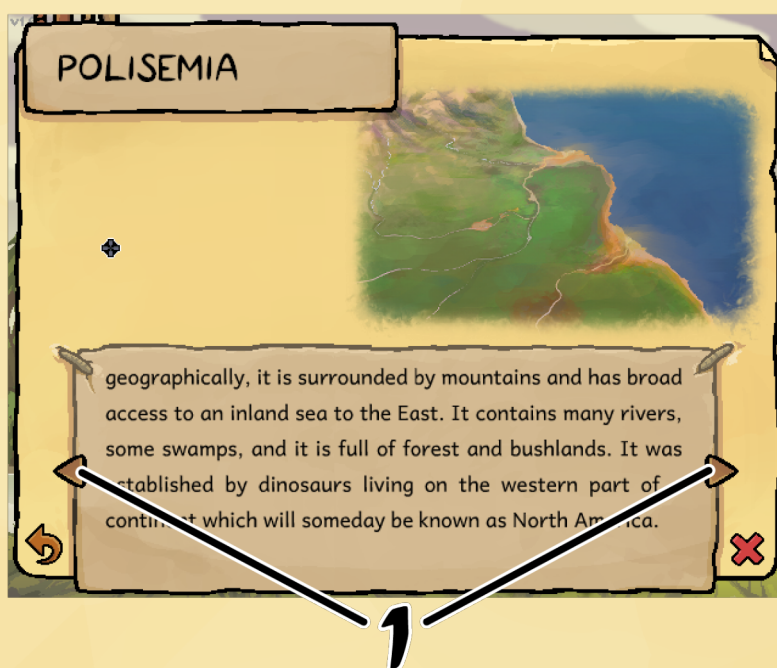 POLISEMIA
geographically, it is surrounded by mountains and has broad
access to an inland sea to the East. It contains many rivers,
some swamps, and it is full of forest and bushlands. It was
established by dinosaurs living on the western part of
continent which will someday be known as North America.
1